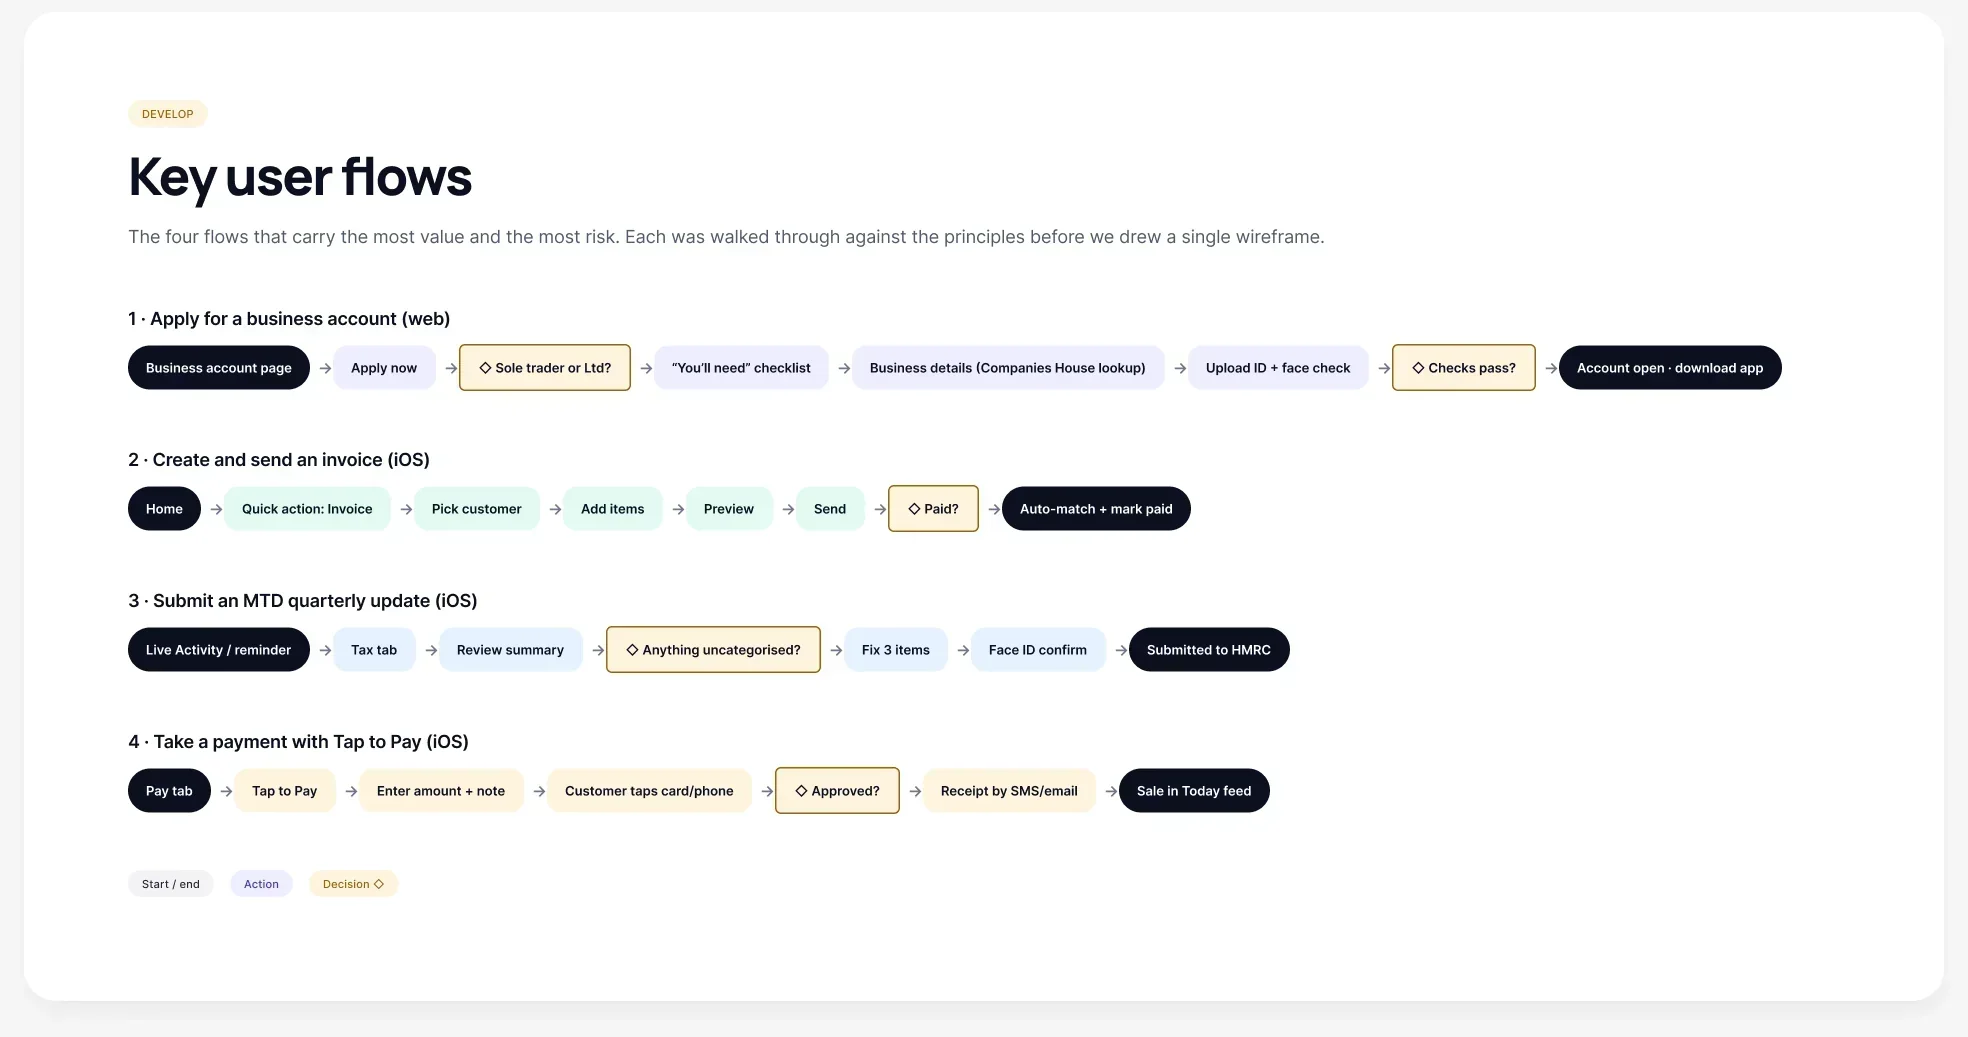 DEVELOP
Key user flows
The four flows that carry the most value and the most risk. Each was walked through against the principles before we drew a single wireframe.
1 · Apply for a business account (web)
Business account page → Apply now → ◇ Sole trader or Ltd? → “You’ll need” checklist → Business details (Companies House lookup) → Upload ID + face check → ◇ Checks pass? → Account open · download app
2 · Create and send an invoice (iOS)
Home → Quick action: Invoice → Pick customer → Add items → Preview → Send → ◇ Paid? → Auto-match + mark paid
3 · Submit an MTD quarterly update (iOS)
Live Activity / reminder → Tax tab → Review summary → ◇ Anything uncategorised? → Fix 3 items → Face ID confirm → Submitted to HMRC
4 · Take a payment with Tap to Pay (iOS)
Pay tab → Tap to Pay → Enter amount + note → Customer taps card/phone → ◇ Approved? → Receipt by SMS/email → Sale in Today feed
Start / end Action Decision ◇